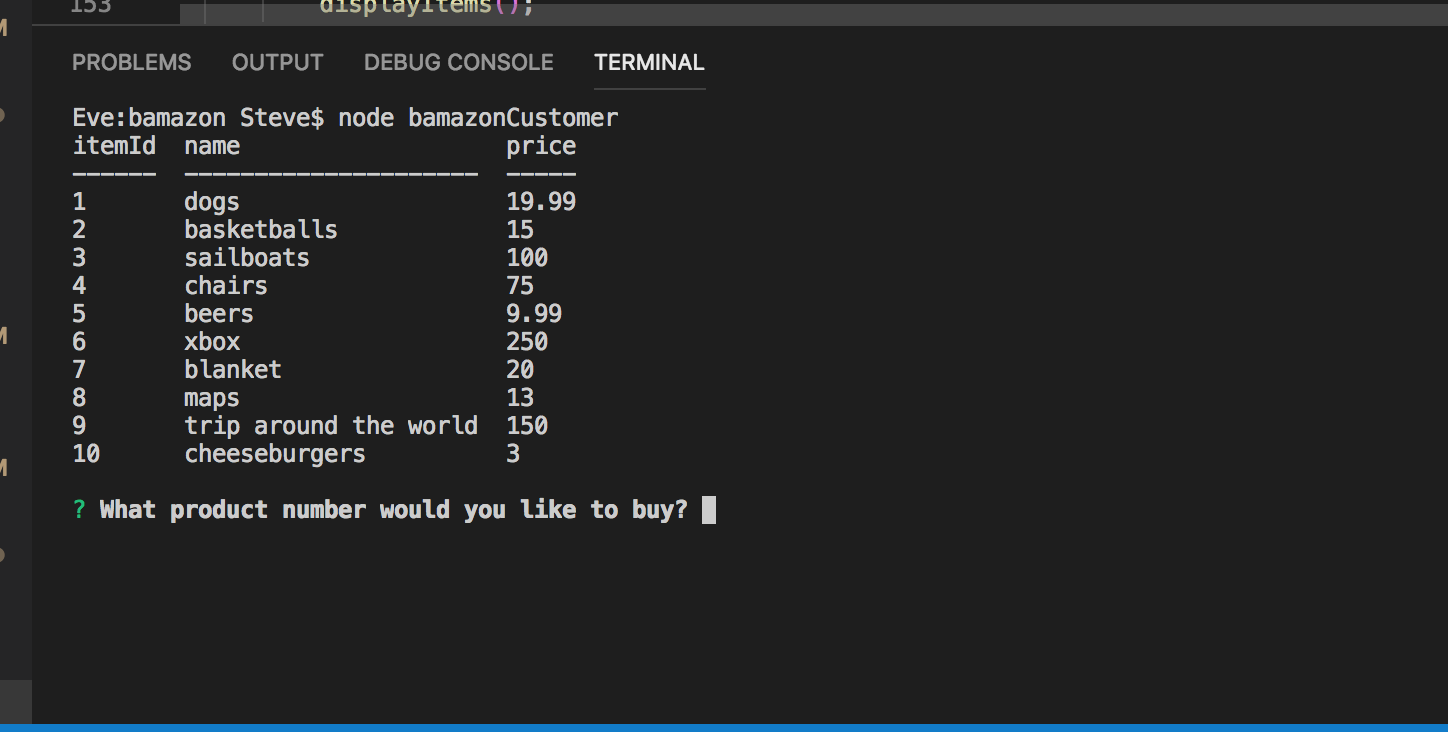 153 displayItems();
PROBLEMS OUTPUT DEBUG CONSOLE TERMINAL
Eve:bamazon Steve$ node bamazonCustomer
itemId  name                   price
------  ---------------------  -----
1       dogs                   19.99
2       basketballs            15
3       sailboats              100
4       chairs                 75
5       beers                  9.99
6       xbox                   250
7       blanket                20
8       maps                   13
9       trip around the world  150
10      cheeseburgers          3
? What product number would you like to buy?
M
M
M